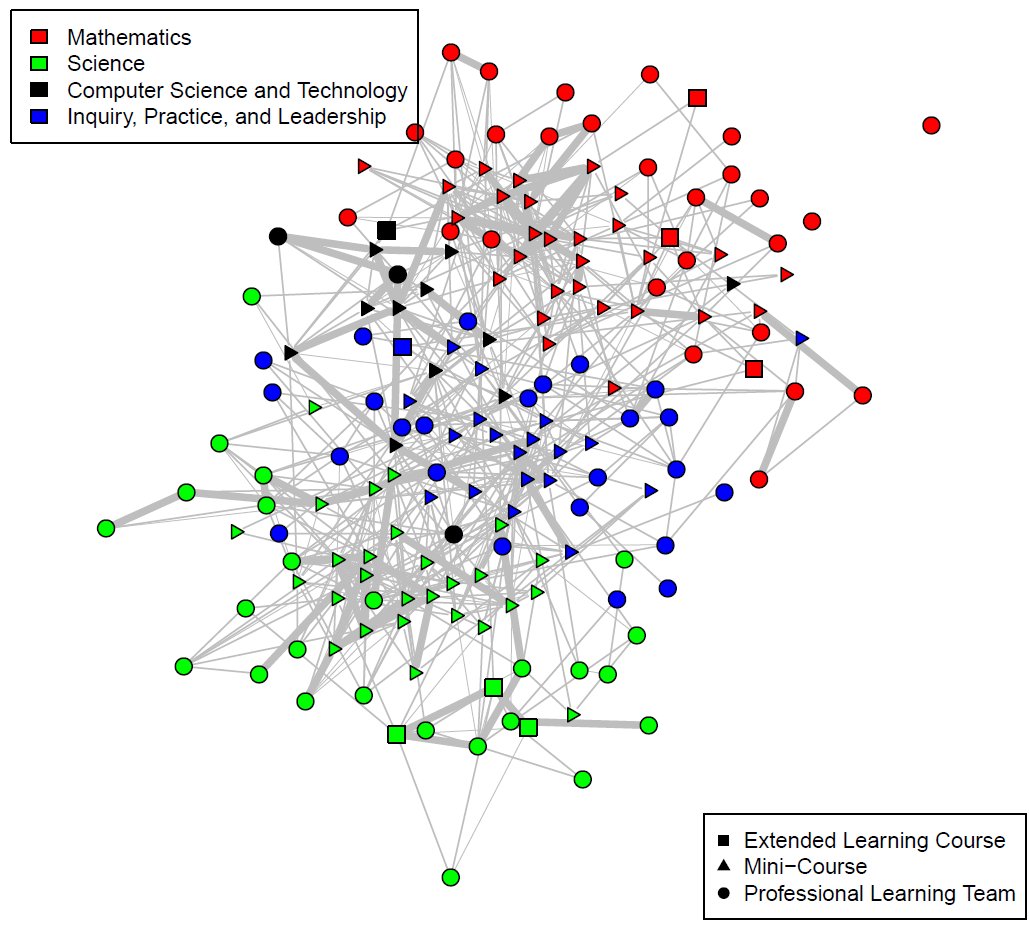 Mathematics
Science
Computer Science and Technology
Inquiry, Practice, and Leadership
Extended Learning Course
Mini−Course
Professional Learning Team